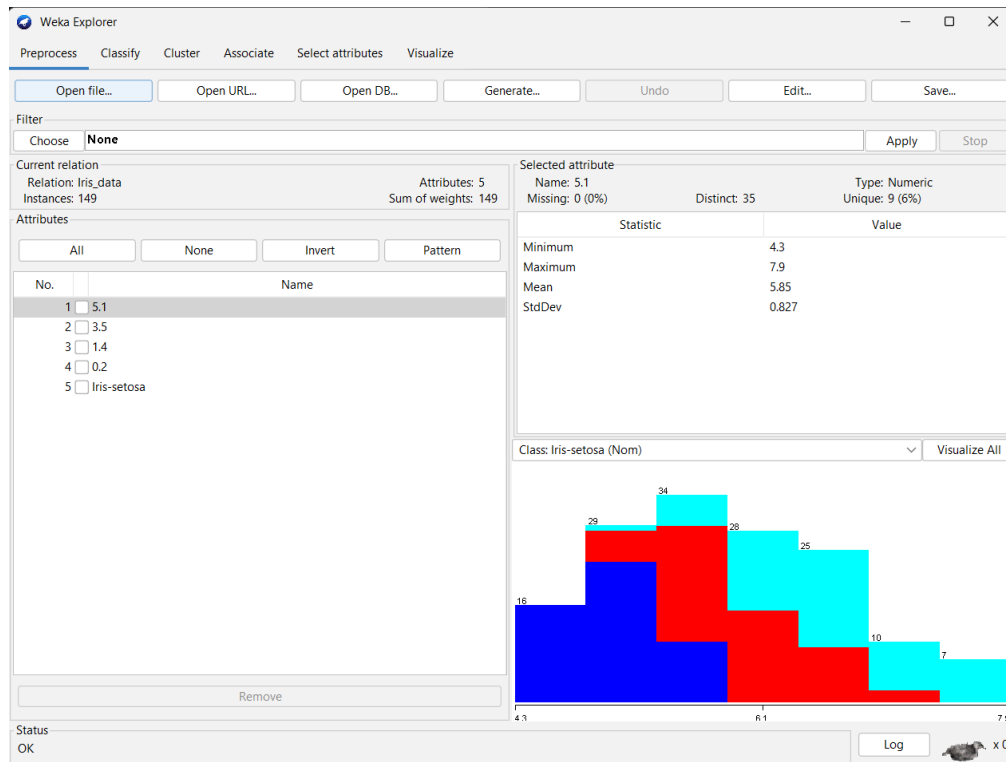 Weka Explorer
Preprocess Classify Cluster Associate Select attributes Visualize
Open file... Open URL... Open DB... Generate... Undo Edit... Save...
Filter
Choose None Apply Stop
Current relation
Relation: Iris_data Attributes: 5
Instances: 149 Sum of weights: 149
Attributes
All None Invert Pattern
No. Name
1 5.1
2 3.5
3 1.4
4 0.2
5 Iris-setosa
Remove
Selected attribute
Name: 5.1 Type: Numeric
Missing: 0 (0%) Distinct: 35 Unique: 9 (6%)
Statistic Value
Minimum 4.3
Maximum 7.9
Mean 5.85
StdDev 0.827
Class: Iris-setosa (Nom) Visualize All
34
29
28
25
16
10
7
4.3 6.1
Status
OK
Log